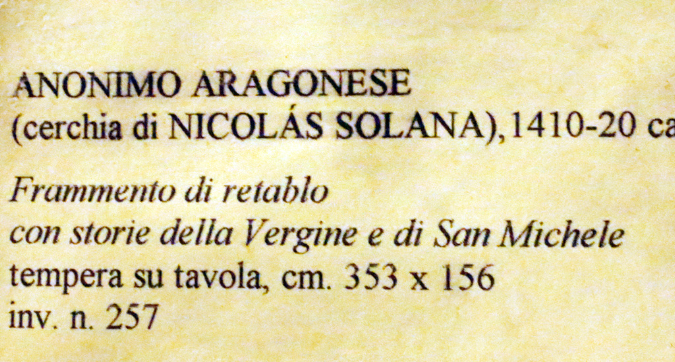 ANONIMO ARAGONESE
(cerchia di NICOLÁS SOLANA), 1410-20 ca
Frammento di retablo
con storie della Vergine e di San Michele
tempera su tavola, cm. 353 x 156
inv. n. 257